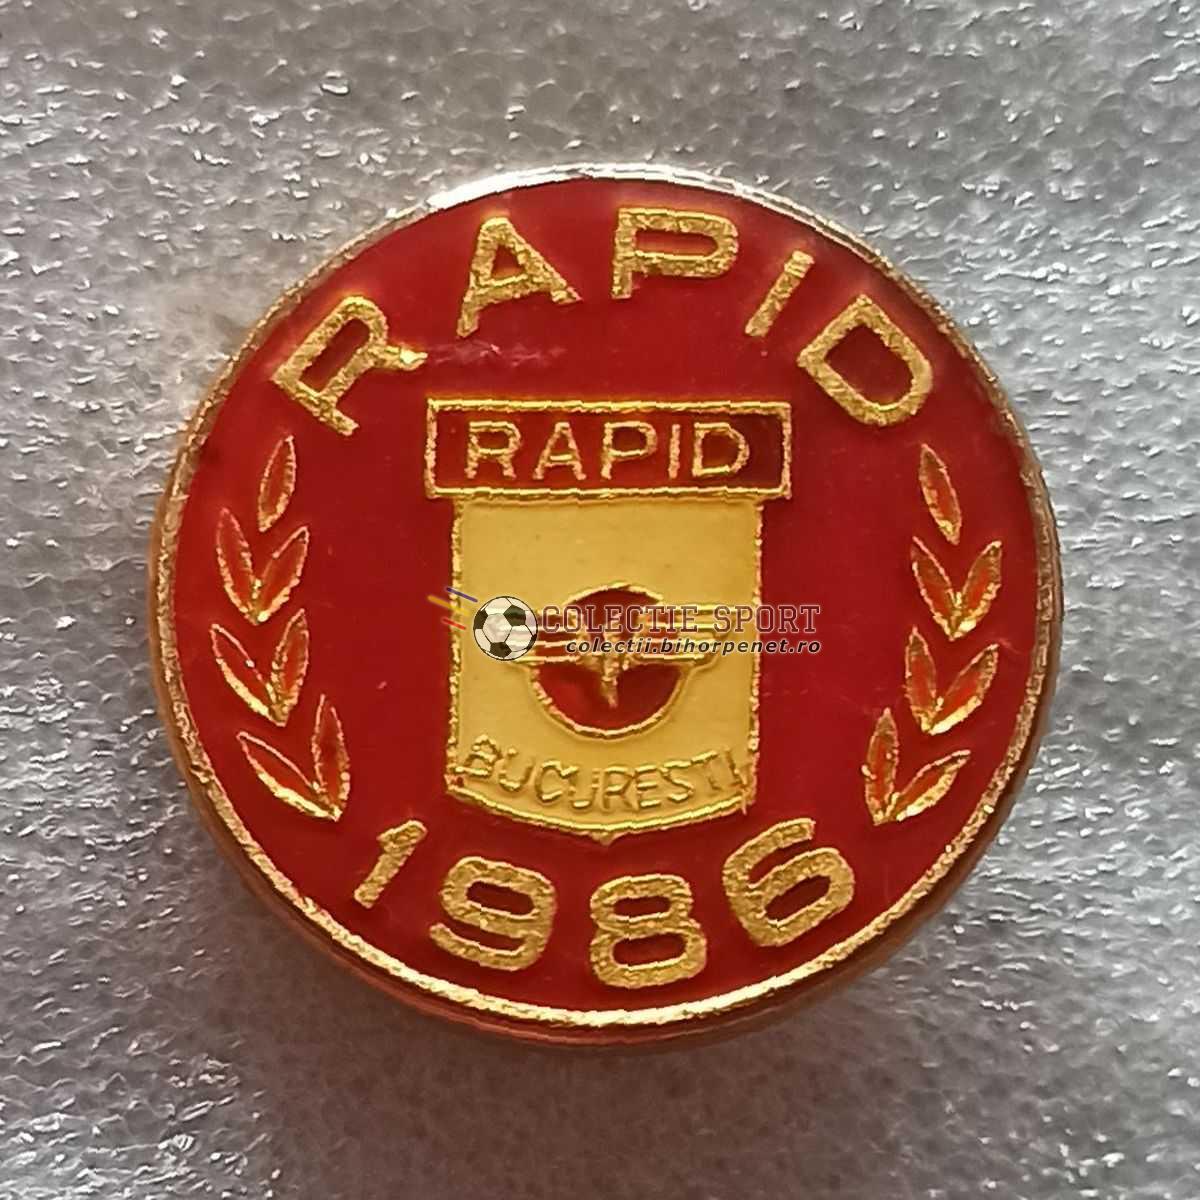 RAPID
RAPID
COLECTIE SPORT
colectii.bihorpenet.ro
BUCURESTI
1986